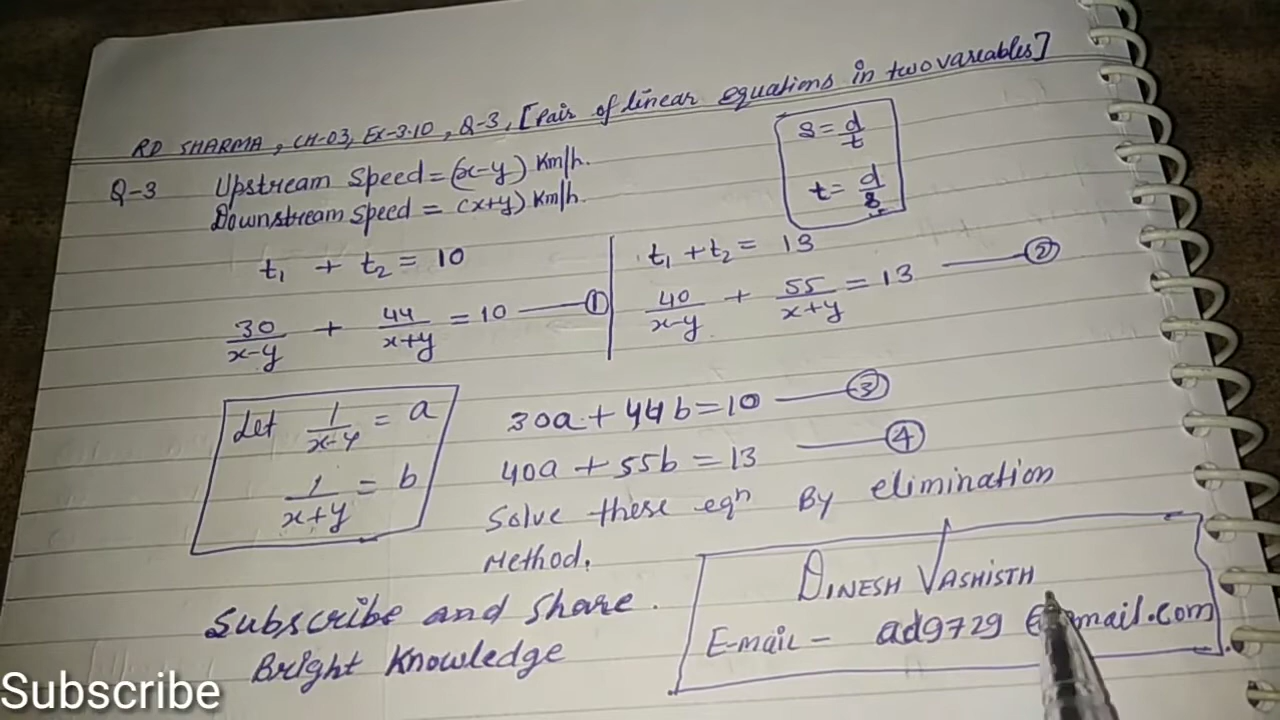 RD SHARMA, CH-03, Ex-3.10, Q-3, [Pair of linear equations in two variables]
Q-3 Upstream Speed = (x-y) Km/h.
Downstream Speed = (x+y) Km/h.
s = d/t
t = d/s
t₁ + t₂ = 10
30/(x-y) + 44/(x+y) = 10 —— ①
t₁ + t₂ = 13
40/(x-y) + 55/(x+y) = 13 —— ②
Let 1/(x-y) = a
1/(x+y) = b
30a + 44b = 10 —— ③
40a + 55b = 13 —— ④
Solve these eqⁿ By elimination
Method.
Subscribe and Share.
Bright Knowledge
DINESH VASHISTH
E-mail - ad9729 mail.com
Subscribe